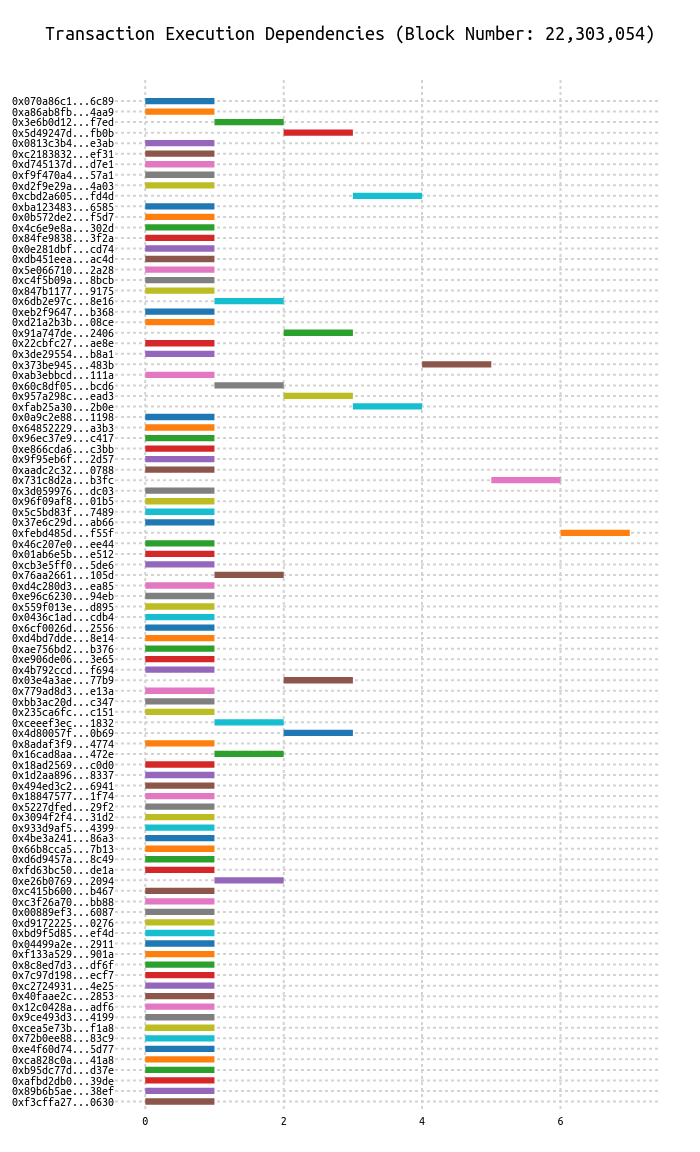 Transaction Execution Dependencies (Block Number: 22,303,054)
0x070a86c1...6c89
0xa86ab8fb...4aa9
0x3e6b0d12...f7ed
0x5d49247d...fb0b
0x0813c3b4...e3ab
0xc2183832...ef31
0xd745137d...d7e1
0xf9f470a4...57a1
0xd2f9e29a...4a03
0xcbd2a605...fd4d
0xba123483...6585
0x0b572de2...f5d7
0x4c6e9e8a...302d
0x84fe9838...3f2a
0x0e281dbf...cd74
0xdb451eea...ac4d
0x5e066710...2a28
0xc4f5b09a...8bcb
0x847b1177...9175
0x6db2e97c...8e16
0xeb2f9647...b368
0xd21a2b3b...08ce
0x91a747de...2406
0x22cbfc27...ae8e
0x3de29554...b8a1
0x373be945...483b
0xab3ebbcd...111a
0x60c8df05...bcd6
0x957a298c...ead3
0xfab25a30...2b0e
0x0a9c2e88...1198
0x64852229...a3b3
0x96ec37e9...c417
0xe866cda6...c3bb
0x9f95eb6f...2d57
0xaadc2c32...0788
0x731c8d2a...b3fc
0x3d059976...dc03
0x96f09af8...01b5
0x5c5bd83f...7489
0x37e6c29d...ab66
0xfebd485d...f55f
0x46c207e0...ee44
0x01ab6e5b...e512
0xcb3e5ff0...5de6
0x76aa2661...105d
0xd4c280d3...ea85
0xe96c6230...94eb
0x559f013e...d895
0x0436c1ad...cdb4
0x6cf0026d...2556
0xd4bd7dde...8e14
0xae756bd2...b376
0xe906de06...3e65
0x4b792ccd...f694
0x03e4a3ae...77b9
0x779ad8d3...e13a
0xbb3ac20d...c347
0x235ca6fc...c151
0xceeef3ec...1832
0x4d80057f...0b69
0x8adaf3f9...4774
0x16cad8aa...472e
0x18ad2569...c0d0
0x1d2aa896...8337
0x494ed3c2...6941
0x18847577...1f74
0x5227dfed...29f2
0x3094f2f4...31d2
0x933d9af5...4399
0x4be3a241...86a3
0x66b8cca5...7b13
0xd6d9457a...8c49
0xfd63bc50...de1a
0xe26b0769...2094
0xc415b600...b467
0xc3f26a70...bb88
0x00889ef3...6087
0xd9172225...0276
0xbd9f5d85...ef4d
0x04499a2e...2911
0xf133a529...901a
0x8c8ed7d3...df6f
0x7c97d198...ecf7
0xc2724931...4e25
0x40faae2c...2853
0x12c0428a...adf6
0x9ce493d3...4199
0xcea5e73b...f1a8
0x72b0ee88...83c9
0xe4f60d74...5d77
0xca828c0a...41a8
0xb95dc77d...d37e
0xafbd2db0...39de
0x89b6b5ae...38ef
0xf3cffa27...0630
0 2 4 6